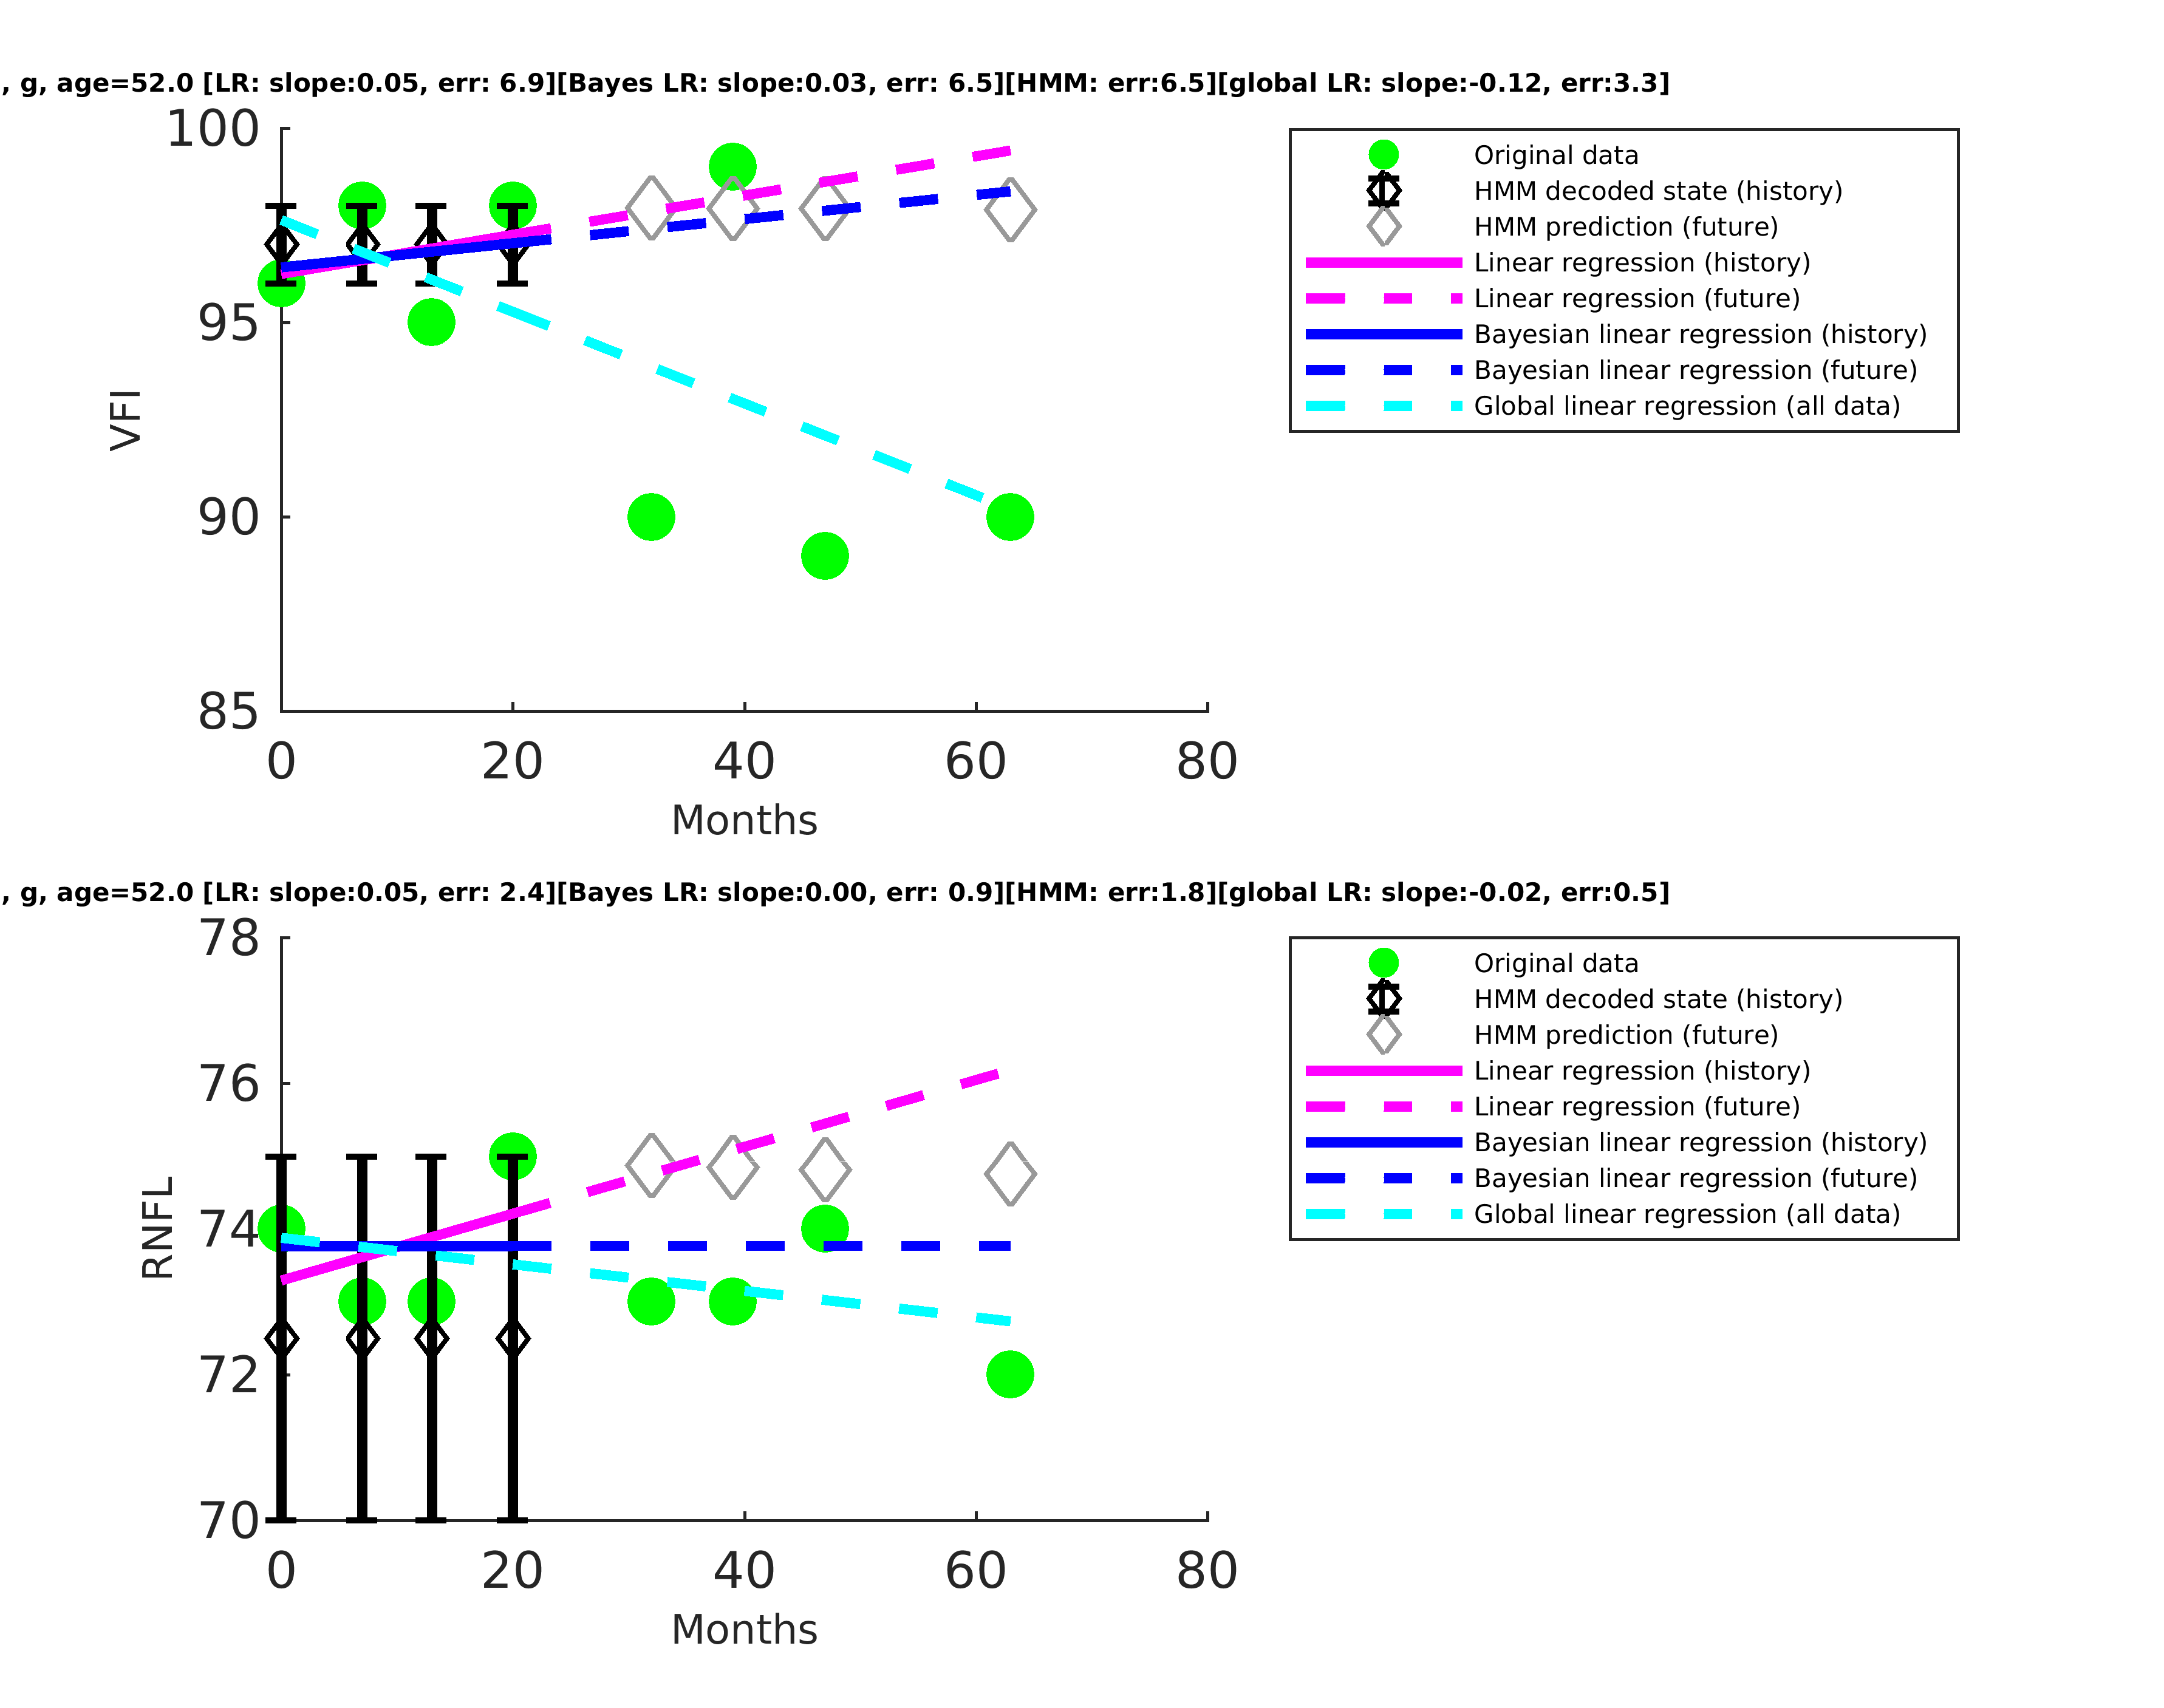 , g, age=52.0 [LR: slope:0.05, err: 6.9][Bayes LR: slope:0.03, err: 6.5][HMM: err:6.5][global LR: slope:-0.12, err:3.3]
100
95
90
85
VFI
0 20 40 60 80
Months
Original data
HMM decoded state (history)
HMM prediction (future)
Linear regression (history)
Linear regression (future)
Bayesian linear regression (history)
Bayesian linear regression (future)
Global linear regression (all data)
, g, age=52.0 [LR: slope:0.05, err: 2.4][Bayes LR: slope:0.00, err: 0.9][HMM: err:1.8][global LR: slope:-0.02, err:0.5]
78
76
74
72
70
RNFL
0 20 40 60 80
Months
Original data
HMM decoded state (history)
HMM prediction (future)
Linear regression (history)
Linear regression (future)
Bayesian linear regression (history)
Bayesian linear regression (future)
Global linear regression (all data)